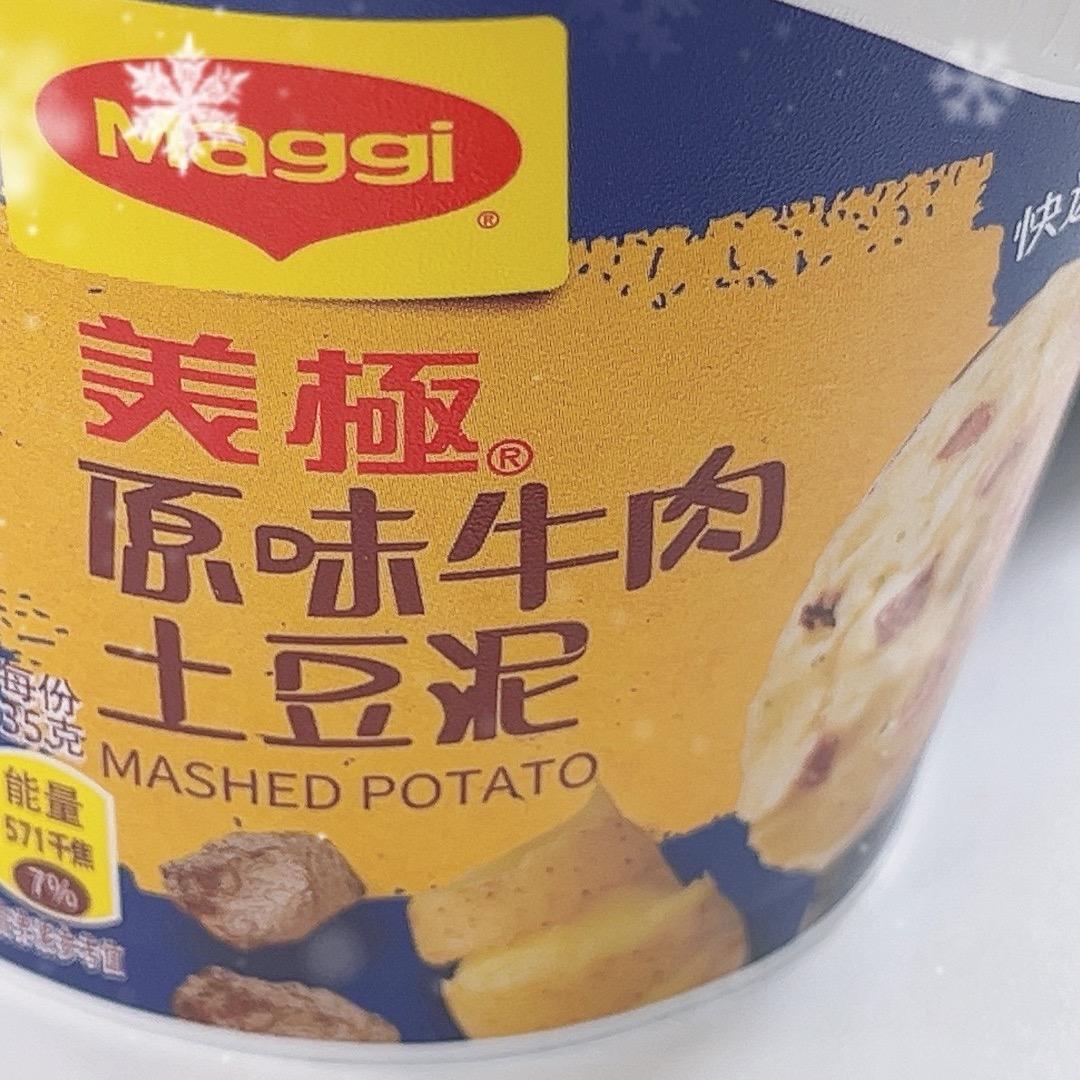 Maggi
®
快
美極®
原味牛肉
土豆泥
MASHED POTATO
每份
35克
能量
571千焦
7%